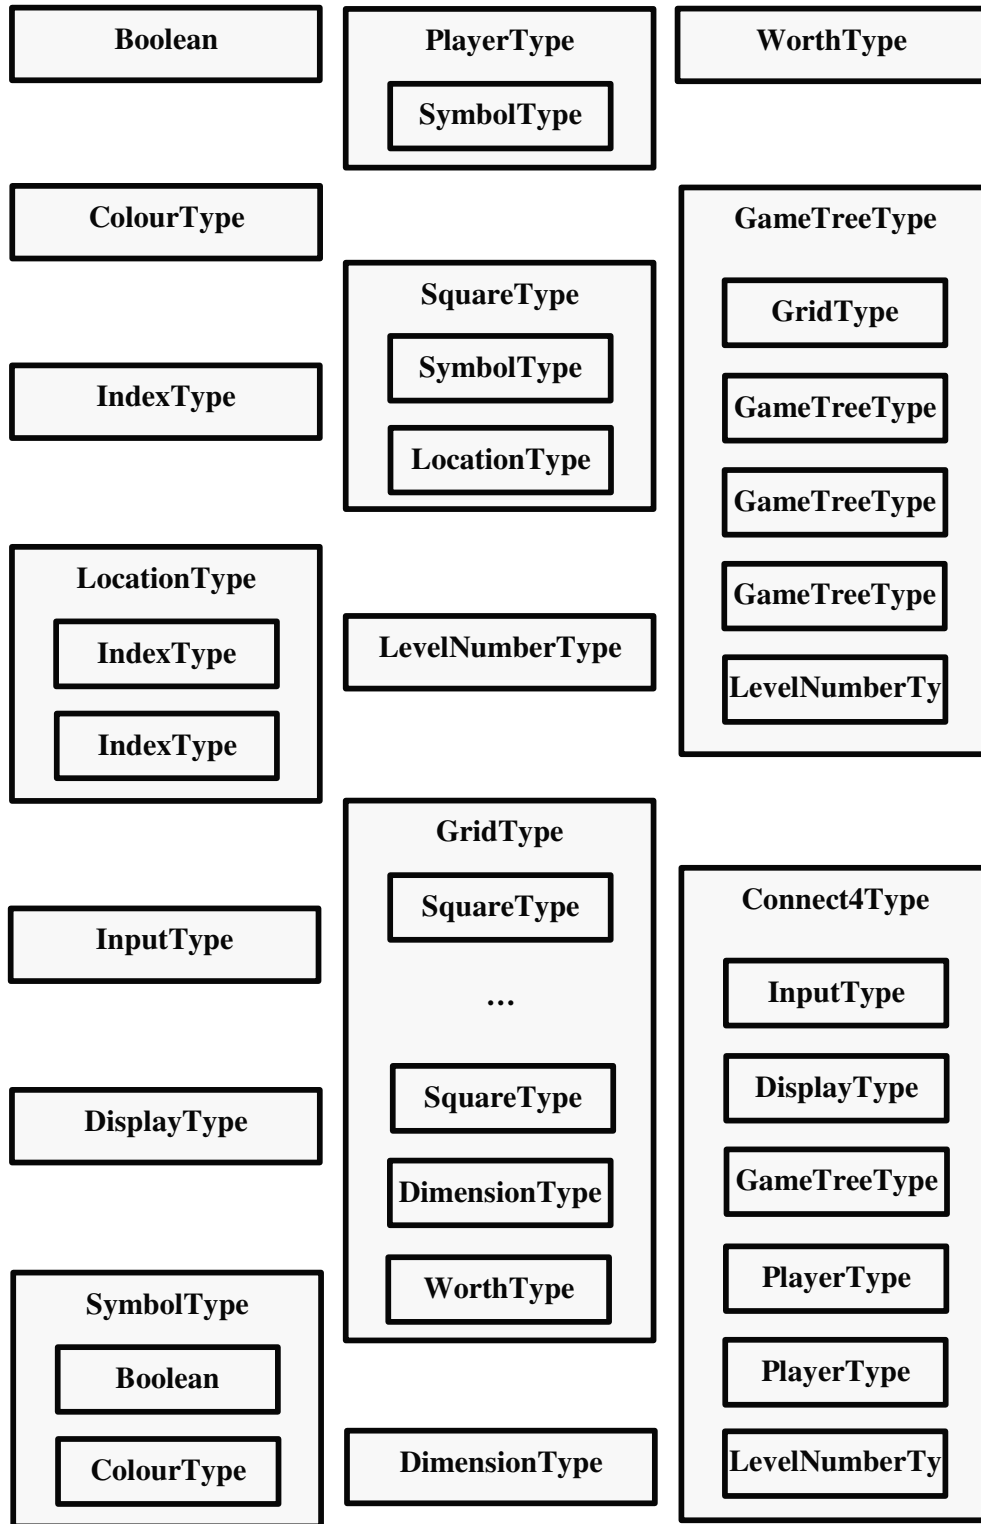 Boolean
ColourType
IndexType
LocationType
IndexType
IndexType
InputType
DisplayType
SymbolType
Boolean
ColourType
PlayerType
SymbolType
SquareType
SymbolType
LocationType
LevelNumberType
GridType
SquareType
...
SquareType
DimensionType
WorthType
DimensionType
WorthType
GameTreeType
GridType
GameTreeType
GameTreeType
GameTreeType
LevelNumberTy
Connect4Type
InputType
DisplayType
GameTreeType
PlayerType
PlayerType
LevelNumberTy